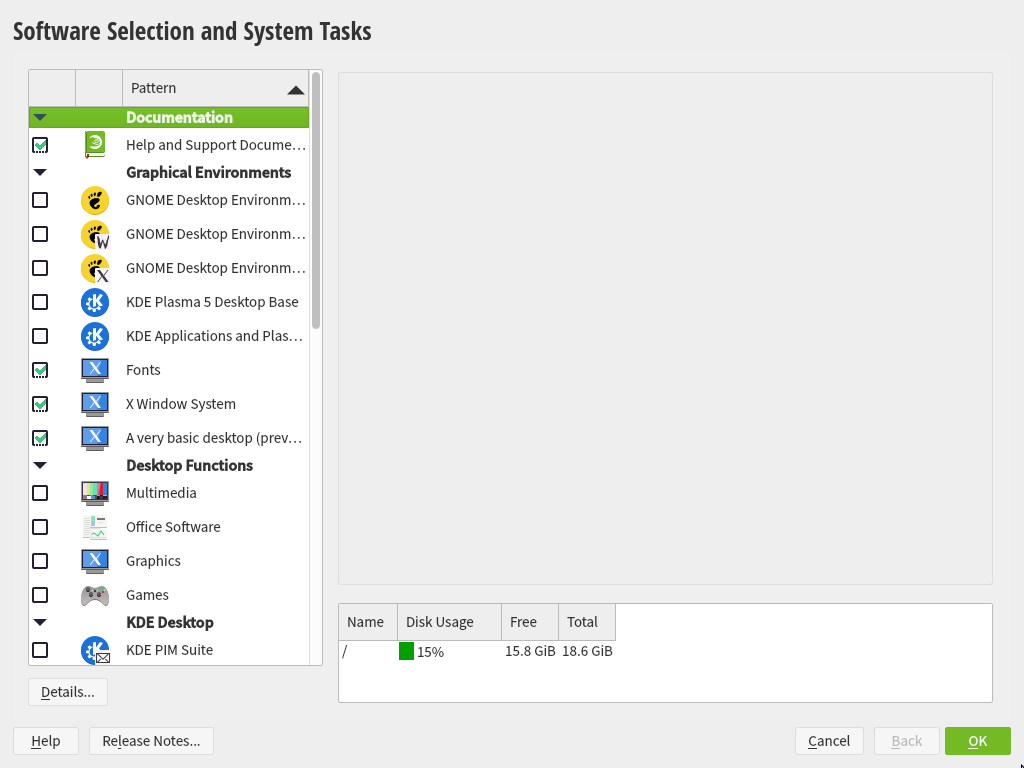 Software Selection and System Tasks
Pattern
Documentation
Help and Support Docume…
Graphical Environments
GNOME Desktop Environm…
GNOME Desktop Environm…
GNOME Desktop Environm…
KDE Plasma 5 Desktop Base
KDE Applications and Plas…
Fonts
X Window System
A very basic desktop (prev…
Desktop Functions
Multimedia
Office Software
Graphics
Games
KDE Desktop
KDE PIM Suite
Name Disk Usage Free Total
/ 15% 15.8 GiB 18.6 GiB
Details...
Help Release Notes... Cancel Back OK